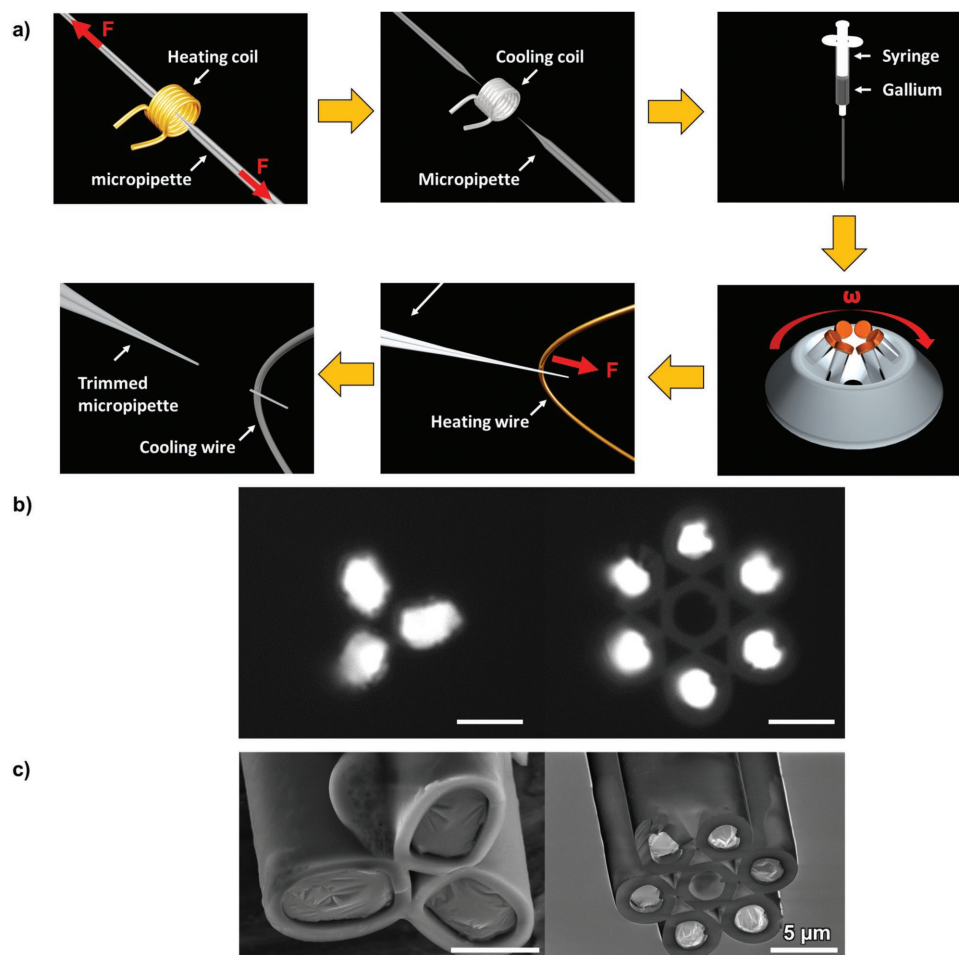 a)
F
Heating coil
micropipette
F
Cooling coil
Micropipette
Syringe
Gallium
Trimmed
micropipette
Cooling wire
Heating wire
F
ω
b)
c)
5 µm